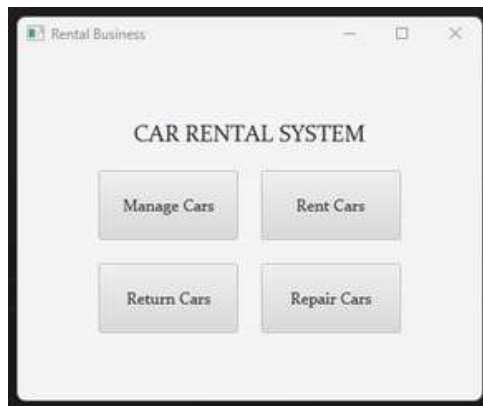 Rental Business
CAR RENTAL SYSTEM
Manage Cars
Rent Cars
Return Cars
Repair Cars